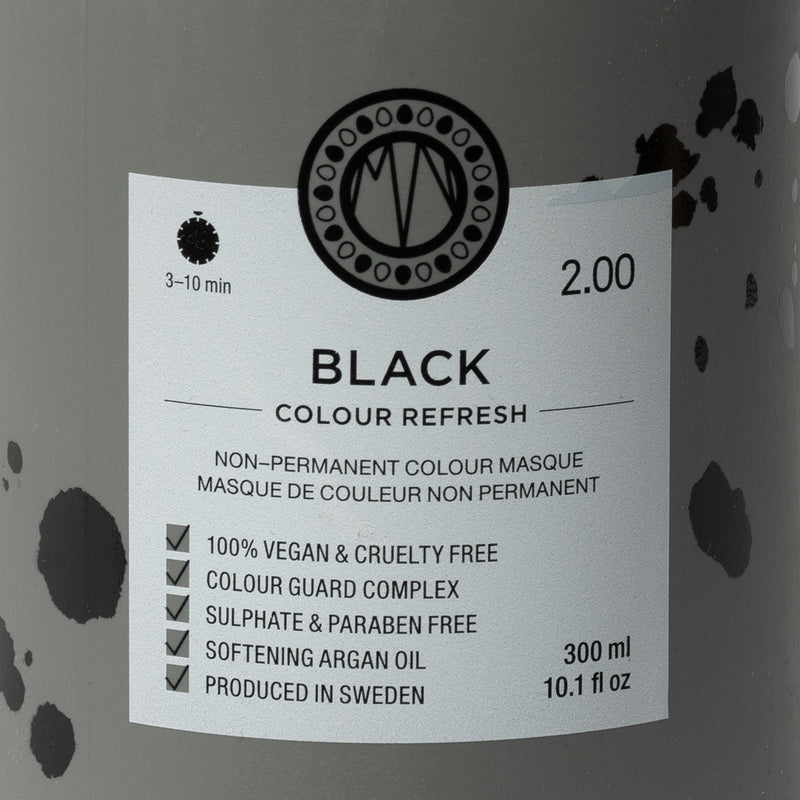 3–10 min
2.00
BLACK
COLOUR REFRESH
NON–PERMANENT COLOUR MASQUE
MASQUE DE COULEUR NON PERMANENT
100% VEGAN & CRUELTY FREE
COLOUR GUARD COMPLEX
SULPHATE & PARABEN FREE
SOFTENING ARGAN OIL
PRODUCED IN SWEDEN
300 ml
10.1 fl oz